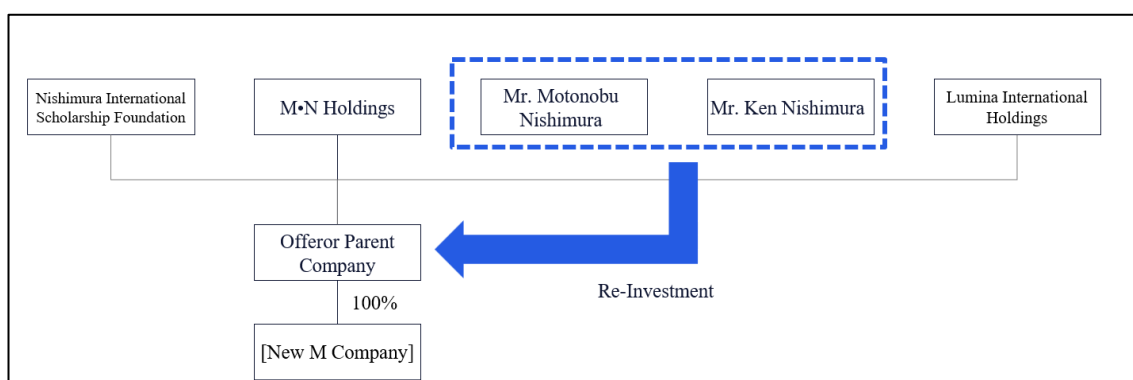 Nishimura International
Scholarship Foundation
M•N Holdings
Mr. Motonobu
Nishimura
Mr. Ken Nishimura
Lumina International
Holdings
Offeror Parent
Company
Re-Investment
100%
[New M Company]